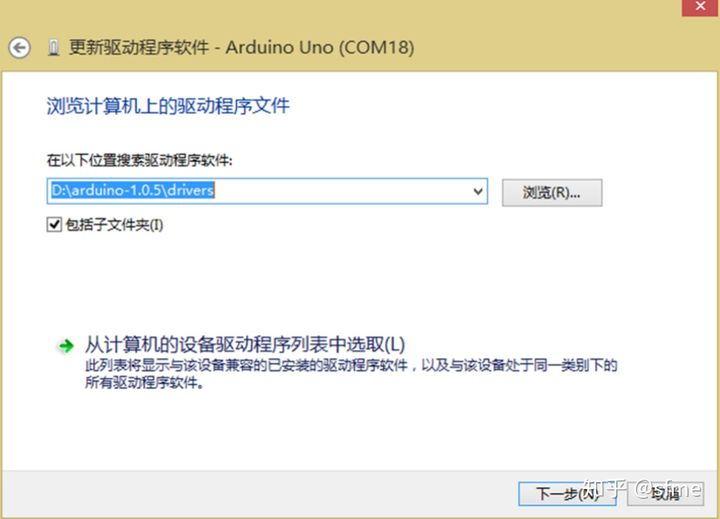 更新驱动程序软件 - Arduino Uno (COM18)
浏览计算机上的驱动程序文件
在以下位置搜索驱动程序软件:
D:\arduino-1.0.5\drivers
浏览(R)...
包括子文件夹(I)
从计算机的设备驱动程序列表中选取(L)
此列表将显示与该设备兼容的已安装的驱动程序软件，以及与该设备处于同一类别下的
所有驱动程序软件。
下一步(N)
取消
知乎 @sfme